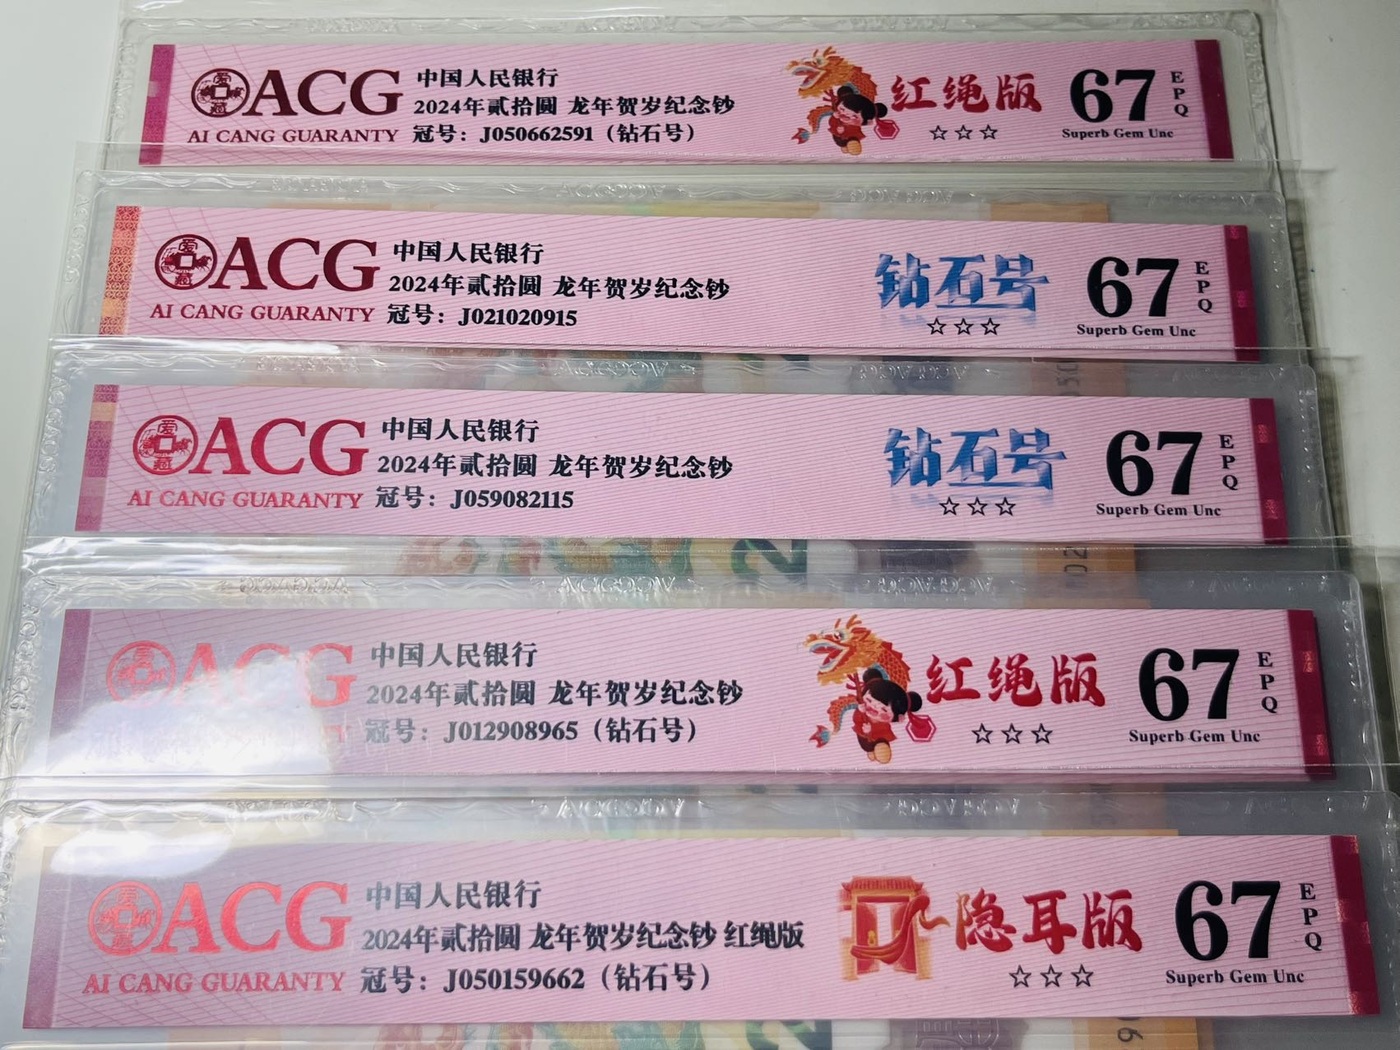 ACG
AI CANG GUARANTY
中国人民银行
2024年贰拾圆 龙年贺岁纪念钞
冠号：J050662591（钻石号）
红绳版
☆☆☆
67
EPQ
Superb Gem Unc
ACG
AI CANG GUARANTY
中国人民银行
2024年贰拾圆 龙年贺岁纪念钞
冠号：J021020915
钻石号
☆☆☆
67
EPQ
Superb Gem Unc
ACG
AI CANG GUARANTY
中国人民银行
2024年贰拾圆 龙年贺岁纪念钞
冠号：J059082115
钻石号
☆☆☆
67
EPQ
Superb Gem Unc
ACG
中国人民银行
2024年贰拾圆 龙年贺岁纪念钞
冠号：J012908965（钻石号）
红绳版
☆☆☆
67
EPQ
Superb Gem Unc
ACG
AI CANG GUARANTY
中国人民银行
2024年贰拾圆 龙年贺岁纪念钞 红绳版
冠号：J050159662（钻石号）
隐耳版
☆☆☆
67
EPQ
Superb Gem Unc